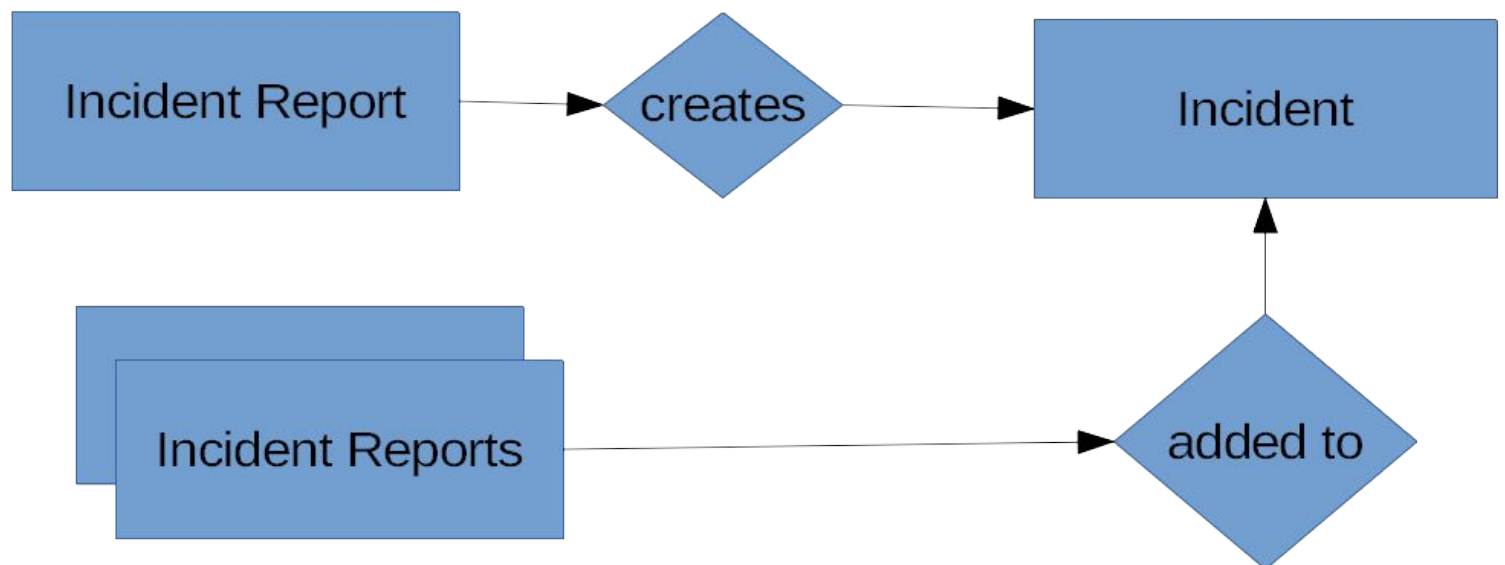 Incident Report
creates
Incident
Incident Reports
added to